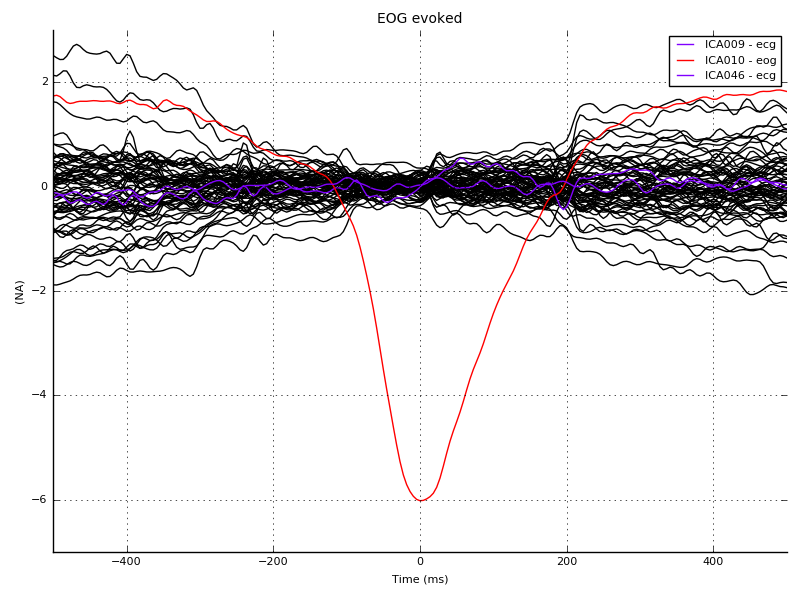 EOG evoked
ICA009 - ecg
ICA010 - eog
ICA046 - ecg
2
0
−2
−4
−6
(NA)
−400 −200 0 200 400
Time (ms)